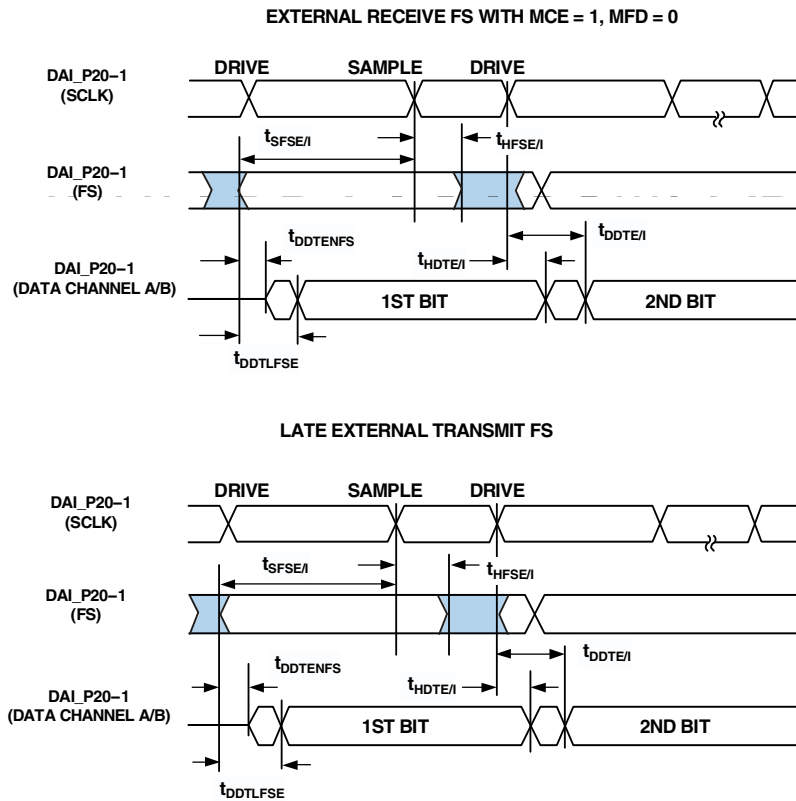 EXTERNAL RECEIVE FS WITH MCE = 1, MFD = 0
DAI_P20–1
(SCLK)
DRIVE SAMPLE DRIVE
tSFSE/I tHFSE/I
DAI_P20–1
(FS)
tDDTENFS tHDTE/I tDDTE/I
DAI_P20–1
(DATA CHANNEL A/B)
1ST BIT 2ND BIT
tDDTLFSE
LATE EXTERNAL TRANSMIT FS
DAI_P20–1
(SCLK)
DRIVE SAMPLE DRIVE
tSFSE/I tHFSE/I
DAI_P20–1
(FS)
tDDTENFS tHDTE/I tDDTE/I
DAI_P20–1
(DATA CHANNEL A/B)
1ST BIT 2ND BIT
tDDTLFSE